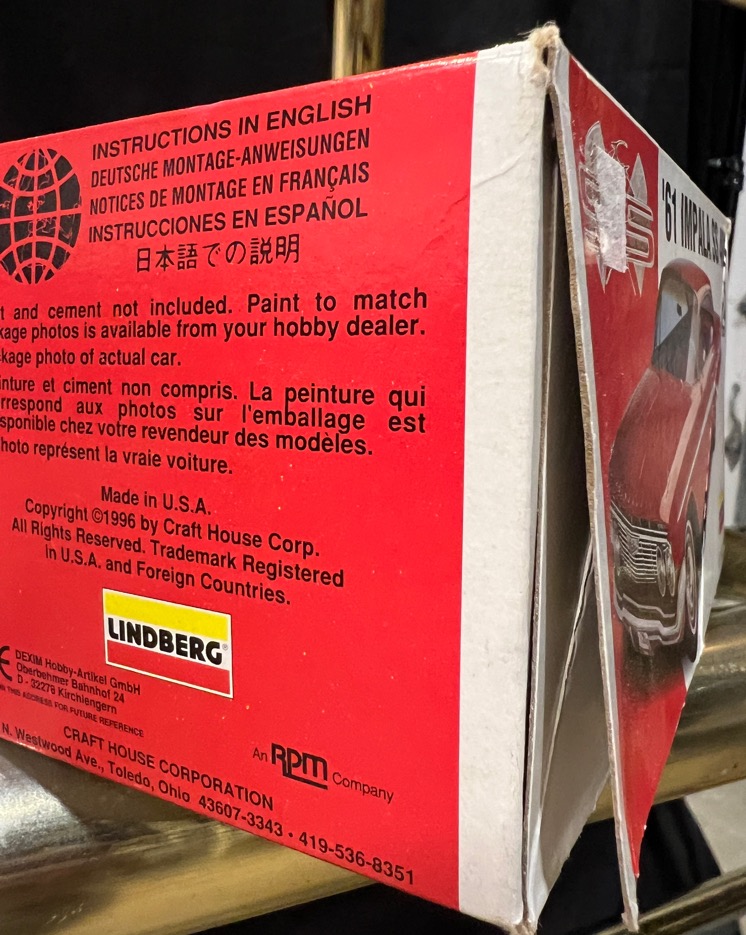 INSTRUCTIONS IN ENGLISH
DEUTSCHE MONTAGE-ANWEISUNGEN
NOTICES DE MONTAGE EN FRANÇAIS
INSTRUCCIONES EN ESPAÑOL
日本語での説明
t and cement not included. Paint to match
kage photos is available from your hobby dealer.
kage photo of actual car.
inture et ciment non compris. La peinture qui
rrespond aux photos sur l'emballage est
sponible chez votre revendeur des modèles.
hoto représent la vraie voiture.
Made in U.S.A.
Copyright ©1996 by Craft House Corp.
All Rights Reserved. Trademark Registered
in U.S.A. and Foreign Countries.
LINDBERG®
CE DEXIM Hobby-Artikel GmbH
Oberbehmer Bahnhof 24
D - 32278 Kirchlengern
THIS ADDRESS FOR FUTURE REFERENCE
CRAFT HOUSE CORPORATION
N. Westwood Ave., Toledo, Ohio 43607-3343 • 419-536-8351
An RPM Company
'61 IMPALA SS